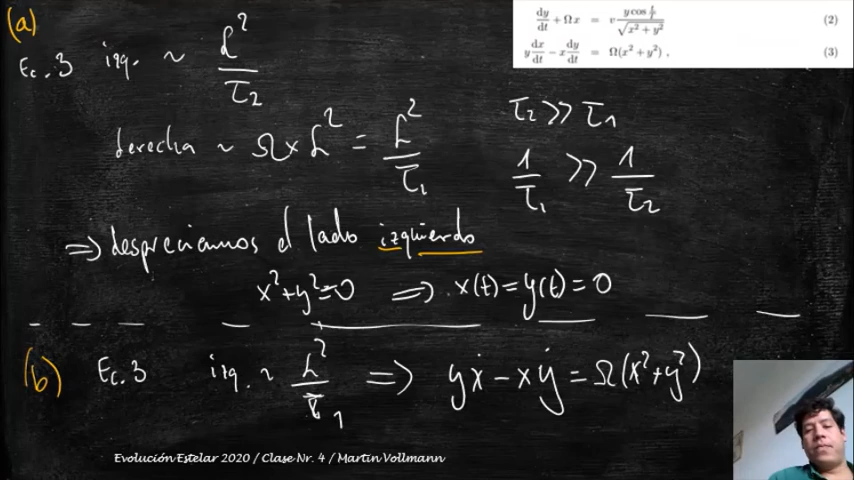 (a)
Ec. 3 izq. ~ L² / τ₂
dy/dt + Ωx = v y cos t/τ / √(x² + y²) (2)
y dx/dt − x dy/dt = Ω(x² + y²) , (3)
derecha ~ Ω × L² = L² / τ₁
τ₂ >> τ₁
1/τ₁ >> 1/τ₂
⇒ despreciamos el lado izquierdo
x² + y² = 0 ⇒ x(t) = y(t) = 0
(b) Ec. 3 izq. ~ L² / τ₁ ⇒ yẋ − xẏ = Ω(x² + y²)
Evolución Estelar 2020 / Clase Nr. 4 / Martin Vollmann